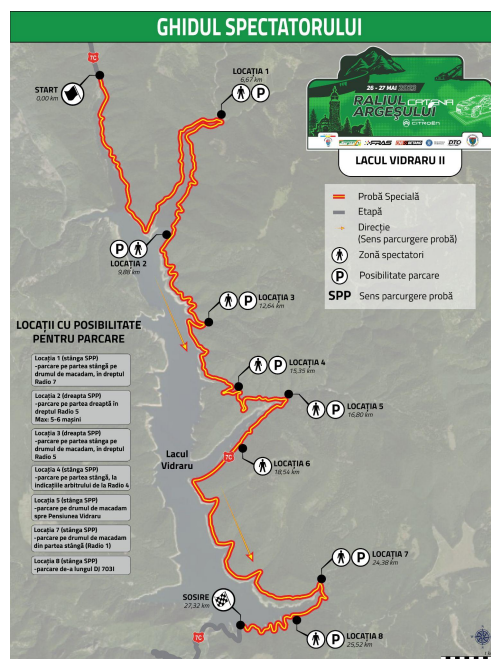 GHIDUL SPECTATORULUI
7C
START
0,00 km
LOCAȚIA 1
6,67 km
P
26 - 27 MAI 2023
RALIUL
ARGEȘULUI
CATENA
CITROËN
DTO
LACUL VIDRARU II
Probă Specială
Etapă
Direcție
(Sens parcurgere probă)
Zonă spectatori
P Posibilitate parcare
SPP Sens parcurgere probă
P
LOCAȚIA 2
9,88 km
P LOCAȚIA 3
12,64 km
LOCAȚII CU POSIBILITATE
PENTRU PARCARE
Locația 1 (stânga SPP)
-parcare pe partea stângă pe
drumul de macadam, în dreptul
Radio 7
Locația 2 (dreapta SPP)
-parcare pe partea dreaptă în
dreptul Radio 5
Max: 5-6 mașini
Locația 3 (dreapta SPP)
-parcare pe partea stânga pe
drumul de macadam, în dreptul
Radio 5
Locația 4 (stânga SPP)
-parcare pe partea stângă, la
indicațiile arbitrului de la Radio 4
Locația 5 (stânga SPP)
-parcare pe drumul de macadam
spre Pensiunea Vidraru
Locația 7 (stânga SPP)
-parcare pe drumul de macadam
din partea stângă (Radio 1)
Locația 8 (stânga SPP)
-parcare de-a lungul DJ 703I
P LOCAȚIA 4
15,35 km
P LOCAȚIA 5
16,80 km
Lacul
Vidraru
7C
LOCAȚIA 6
18,54 km
P LOCAȚIA 7
24,38 km
SOSIRE
27,32 km
7C
P LOCAȚIA 8
25,52 km